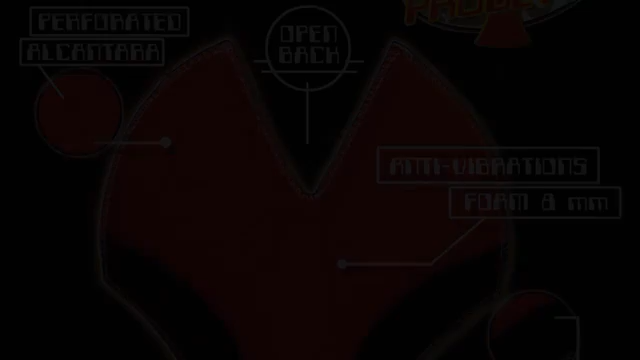 PERFORATED
ALCANTARA
OPEN
BACK
ANTI-VIBRATIONS
FOAM 8 mm